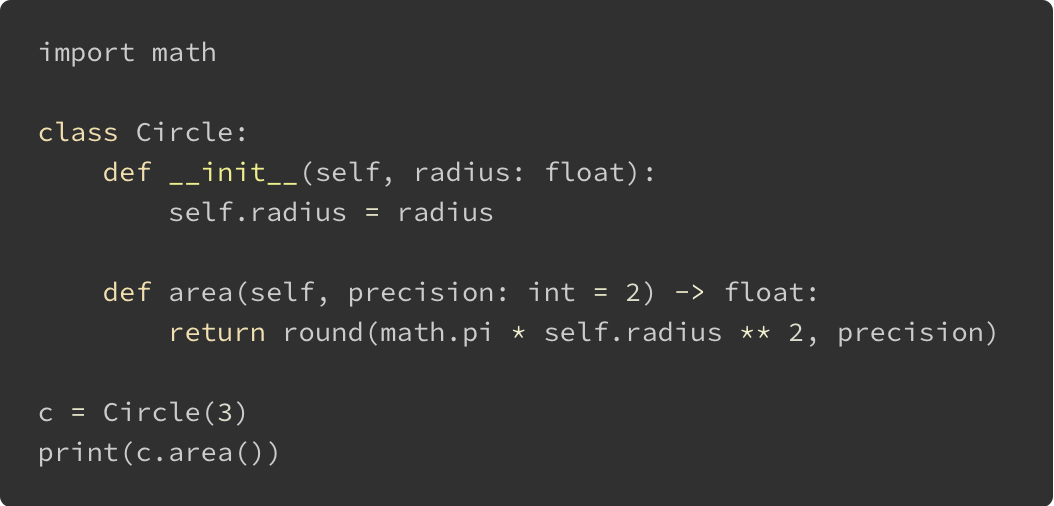 import math

class Circle:
    def __init__(self, radius: float):
        self.radius = radius

    def area(self, precision: int = 2) -> float:
        return round(math.pi * self.radius ** 2, precision)

c = Circle(3)
print(c.area())